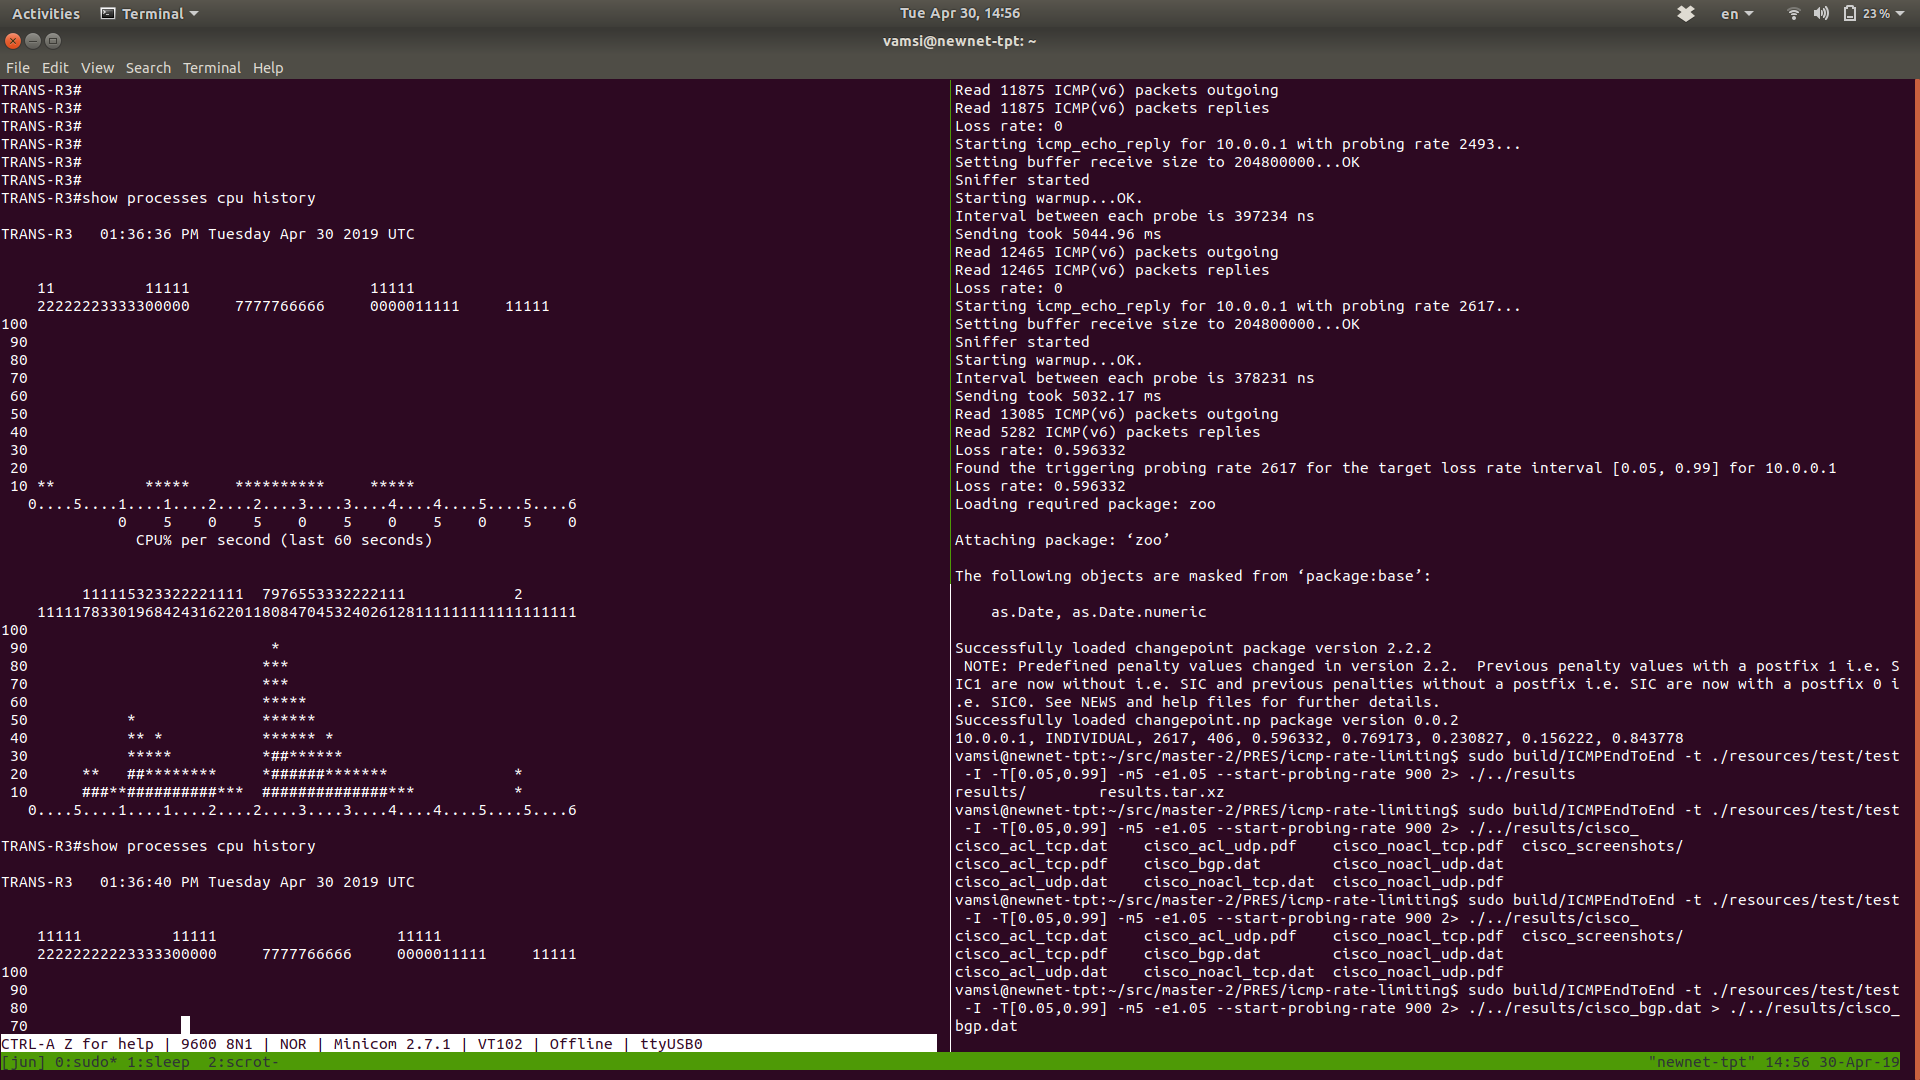 Activities Terminal Tue Apr 30, 14:56 en 23 %
vamsi@newnet-tpt: ~
File Edit View Search Terminal Help
TRANS-R3#
TRANS-R3#
TRANS-R3#
TRANS-R3#
TRANS-R3#
TRANS-R3#
TRANS-R3#show processes cpu history

TRANS-R3   01:36:36 PM Tuesday Apr 30 2019 UTC


    11          11111                    11111
    22222223333300000     7777766666     0000011111     11111
100
 90
 80
 70
 60
 50
 40
 30
 20
 10 **          *****     **********     *****
   0....5....1....1....2....2....3....3....4....4....5....5....6
             0    5    0    5    0    5    0    5    0    5    0
               CPU% per second (last 60 seconds)


         111115323322221111  7976553332222111            2
    111117833019684243162201180847045324026128111111111111111111
100
 90                           *
 80                          ***
 70                          ***
 60                          *****
 50           *              ******
 40           ** *           ****** *
 30           *****          *##******
 20      **   ##********     *######*******              *
 10      ###**##########***  ##############***           *
   0....5....1....1....2....2....3....3....4....4....5....5....6

TRANS-R3#show processes cpu history

TRANS-R3   01:36:40 PM Tuesday Apr 30 2019 UTC


    11111          11111                    11111
    22222222223333300000     7777766666     0000011111     11111
100
 90
 80
 70
CTRL-A Z for help | 9600 8N1 | NOR | Minicom 2.7.1 | VT102 | Offline | ttyUSB0
Read 11875 ICMP(v6) packets outgoing
Read 11875 ICMP(v6) packets replies
Loss rate: 0
Starting icmp_echo_reply for 10.0.0.1 with probing rate 2493...
Setting buffer receive size to 204800000...OK
Sniffer started
Starting warmup...OK.
Interval between each probe is 397234 ns
Sending took 5044.96 ms
Read 12465 ICMP(v6) packets outgoing
Read 12465 ICMP(v6) packets replies
Loss rate: 0
Starting icmp_echo_reply for 10.0.0.1 with probing rate 2617...
Setting buffer receive size to 204800000...OK
Sniffer started
Starting warmup...OK.
Interval between each probe is 378231 ns
Sending took 5032.17 ms
Read 13085 ICMP(v6) packets outgoing
Read 5282 ICMP(v6) packets replies
Loss rate: 0.596332
Found the triggering probing rate 2617 for the target loss rate interval [0.05, 0.99] for 10.0.0.1
Loss rate: 0.596332
Loading required package: zoo

Attaching package: ‘zoo’

The following objects are masked from ‘package:base’:

    as.Date, as.Date.numeric

Successfully loaded changepoint package version 2.2.2
 NOTE: Predefined penalty values changed in version 2.2.  Previous penalty values with a postfix 1 i.e. S
IC1 are now without i.e. SIC and previous penalties without a postfix i.e. SIC are now with a postfix 0 i
.e. SIC0. See NEWS and help files for further details.
Successfully loaded changepoint.np package version 0.0.2
10.0.0.1, INDIVIDUAL, 2617, 406, 0.596332, 0.769173, 0.230827, 0.156222, 0.843778
vamsi@newnet-tpt:~/src/master-2/PRES/icmp-rate-limiting$ sudo build/ICMPEndToEnd -t ./resources/test/test
 -I -T[0.05,0.99] -m5 -e1.05 --start-probing-rate 900 2> ./../results
results/        results.tar.xz
vamsi@newnet-tpt:~/src/master-2/PRES/icmp-rate-limiting$ sudo build/ICMPEndToEnd -t ./resources/test/test
 -I -T[0.05,0.99] -m5 -e1.05 --start-probing-rate 900 2> ./../results/cisco_
cisco_acl_tcp.dat    cisco_acl_udp.pdf    cisco_noacl_tcp.pdf  cisco_screenshots/
cisco_acl_tcp.pdf    cisco_bgp.dat        cisco_noacl_udp.dat
cisco_acl_udp.dat    cisco_noacl_tcp.dat  cisco_noacl_udp.pdf
vamsi@newnet-tpt:~/src/master-2/PRES/icmp-rate-limiting$ sudo build/ICMPEndToEnd -t ./resources/test/test
 -I -T[0.05,0.99] -m5 -e1.05 --start-probing-rate 900 2> ./../results/cisco_
cisco_acl_tcp.dat    cisco_acl_udp.pdf    cisco_noacl_tcp.pdf  cisco_screenshots/
cisco_acl_tcp.pdf    cisco_bgp.dat        cisco_noacl_udp.dat
cisco_acl_udp.dat    cisco_noacl_tcp.dat  cisco_noacl_udp.pdf
vamsi@newnet-tpt:~/src/master-2/PRES/icmp-rate-limiting$ sudo build/ICMPEndToEnd -t ./resources/test/test
 -I -T[0.05,0.99] -m5 -e1.05 --start-probing-rate 900 2> ./../results/cisco_bgp.dat > ./../results/cisco_
bgp.dat
[jun] 0:sudo* 1:sleep  2:scrot- "newnet-tpt" 14:56 30-Apr-19